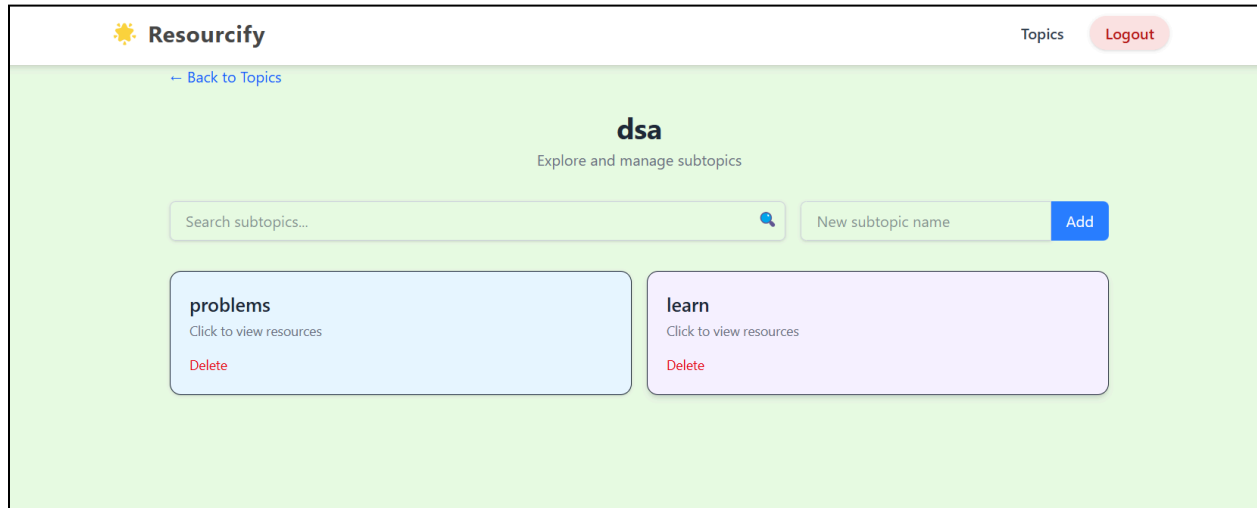 Resourcify Topics Logout
← Back to Topics
dsa
Explore and manage subtopics
Search subtopics... New subtopic name Add
problems
Click to view resources
Delete
learn
Click to view resources
Delete